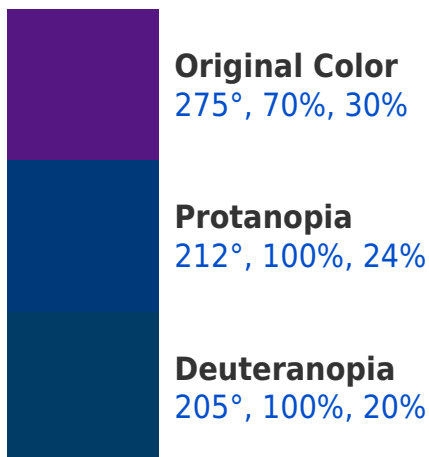 Original Color
275°, 70%, 30%
Protanopia
212°, 100%, 24%
Deuteranopia
205°, 100%, 20%